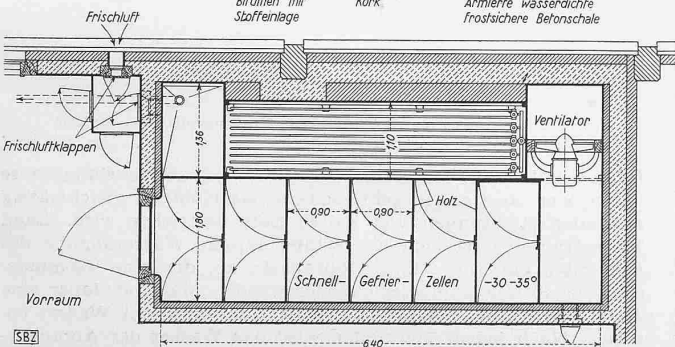 Bitumen mit
Stoffeinlage
Kork
Armierte wasserdichte
frostsichere Betonschale
Frischluft
Frischluftklappen
1,36
1,10
Ventilator
1,80
0,90
0,90
Holz
Schnell- Gefrier- Zellen -30 -35°
Vorraum
SBZ
6,40